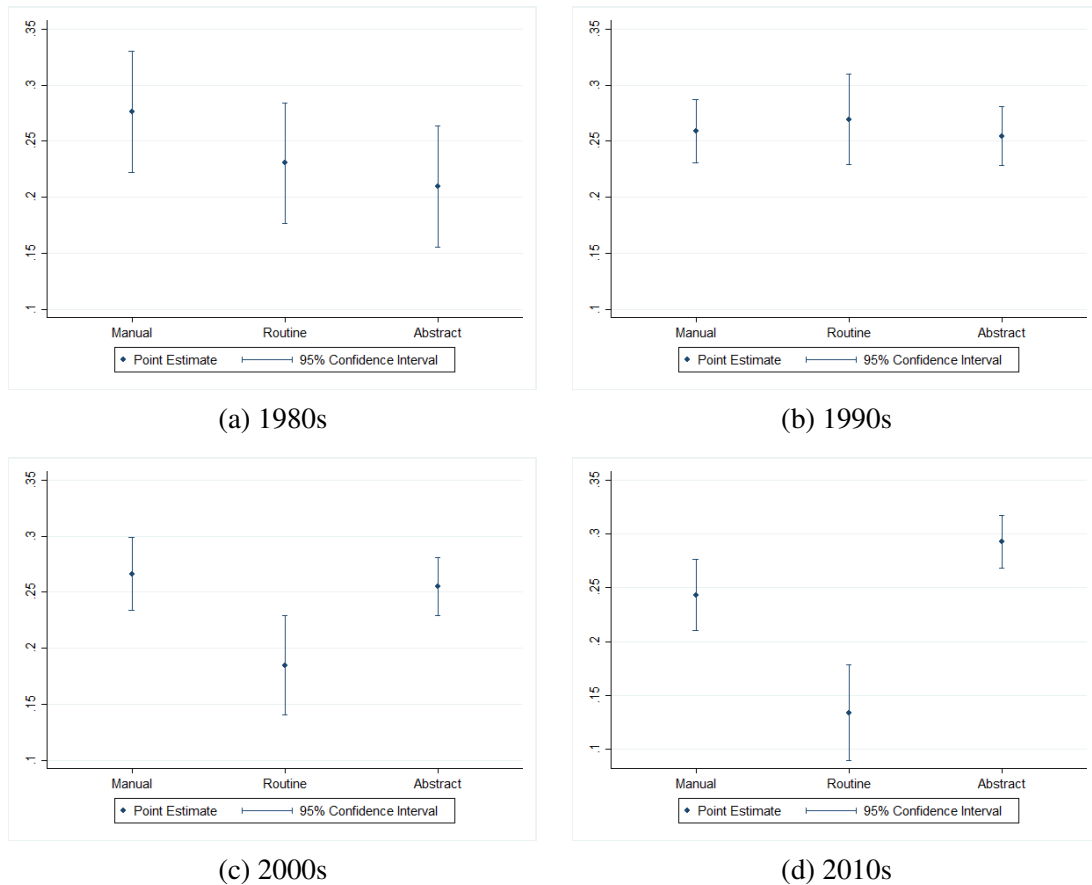 .35
.3
.25
.2
.15
.1
Manual Routine Abstract
Point Estimate 95% Confidence Interval
(a) 1980s
.35
.3
.25
.2
.15
.1
Manual Routine Abstract
Point Estimate 95% Confidence Interval
(b) 1990s
.35
.3
.25
.2
.15
.1
Manual Routine Abstract
Point Estimate 95% Confidence Interval
(c) 2000s
.35
.3
.25
.2
.15
.1
Manual Routine Abstract
Point Estimate 95% Confidence Interval
(d) 2010s